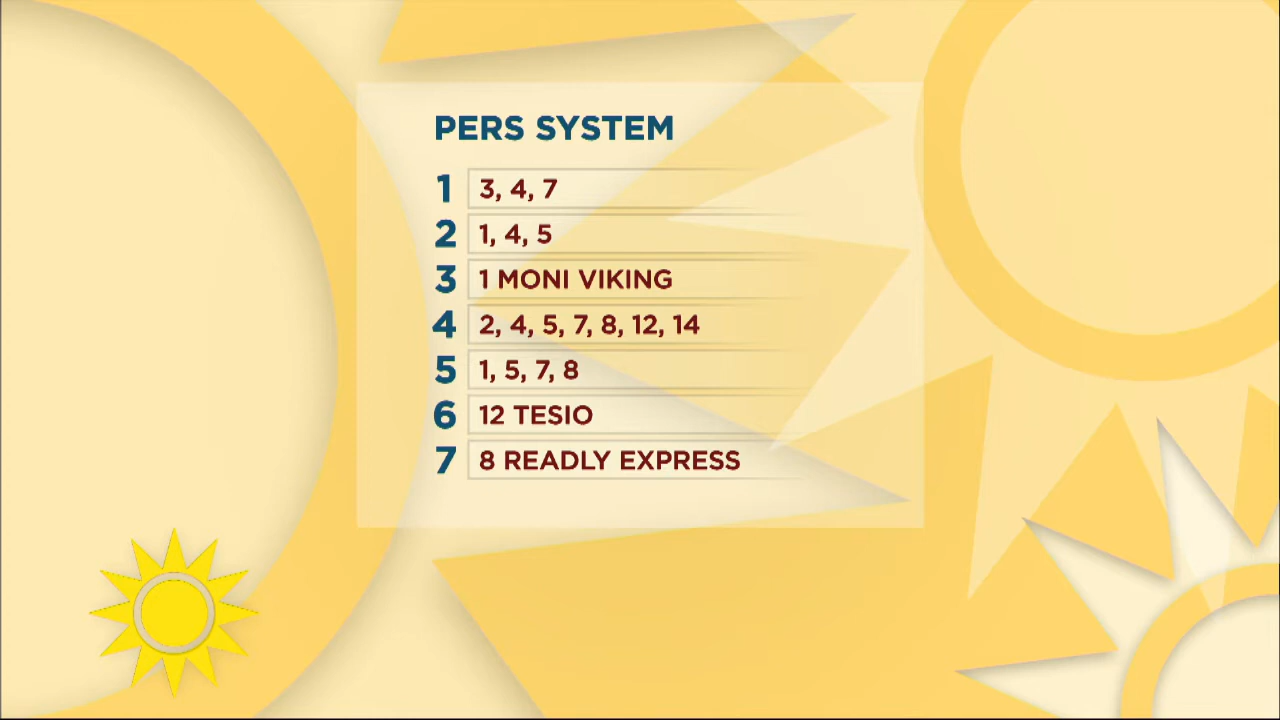 PERS SYSTEM
1 3, 4, 7
2 1, 4, 5
3 1 MONI VIKING
4 2, 4, 5, 7, 8, 12, 14
5 1, 5, 7, 8
6 12 TESIO
7 8 READLY EXPRESS